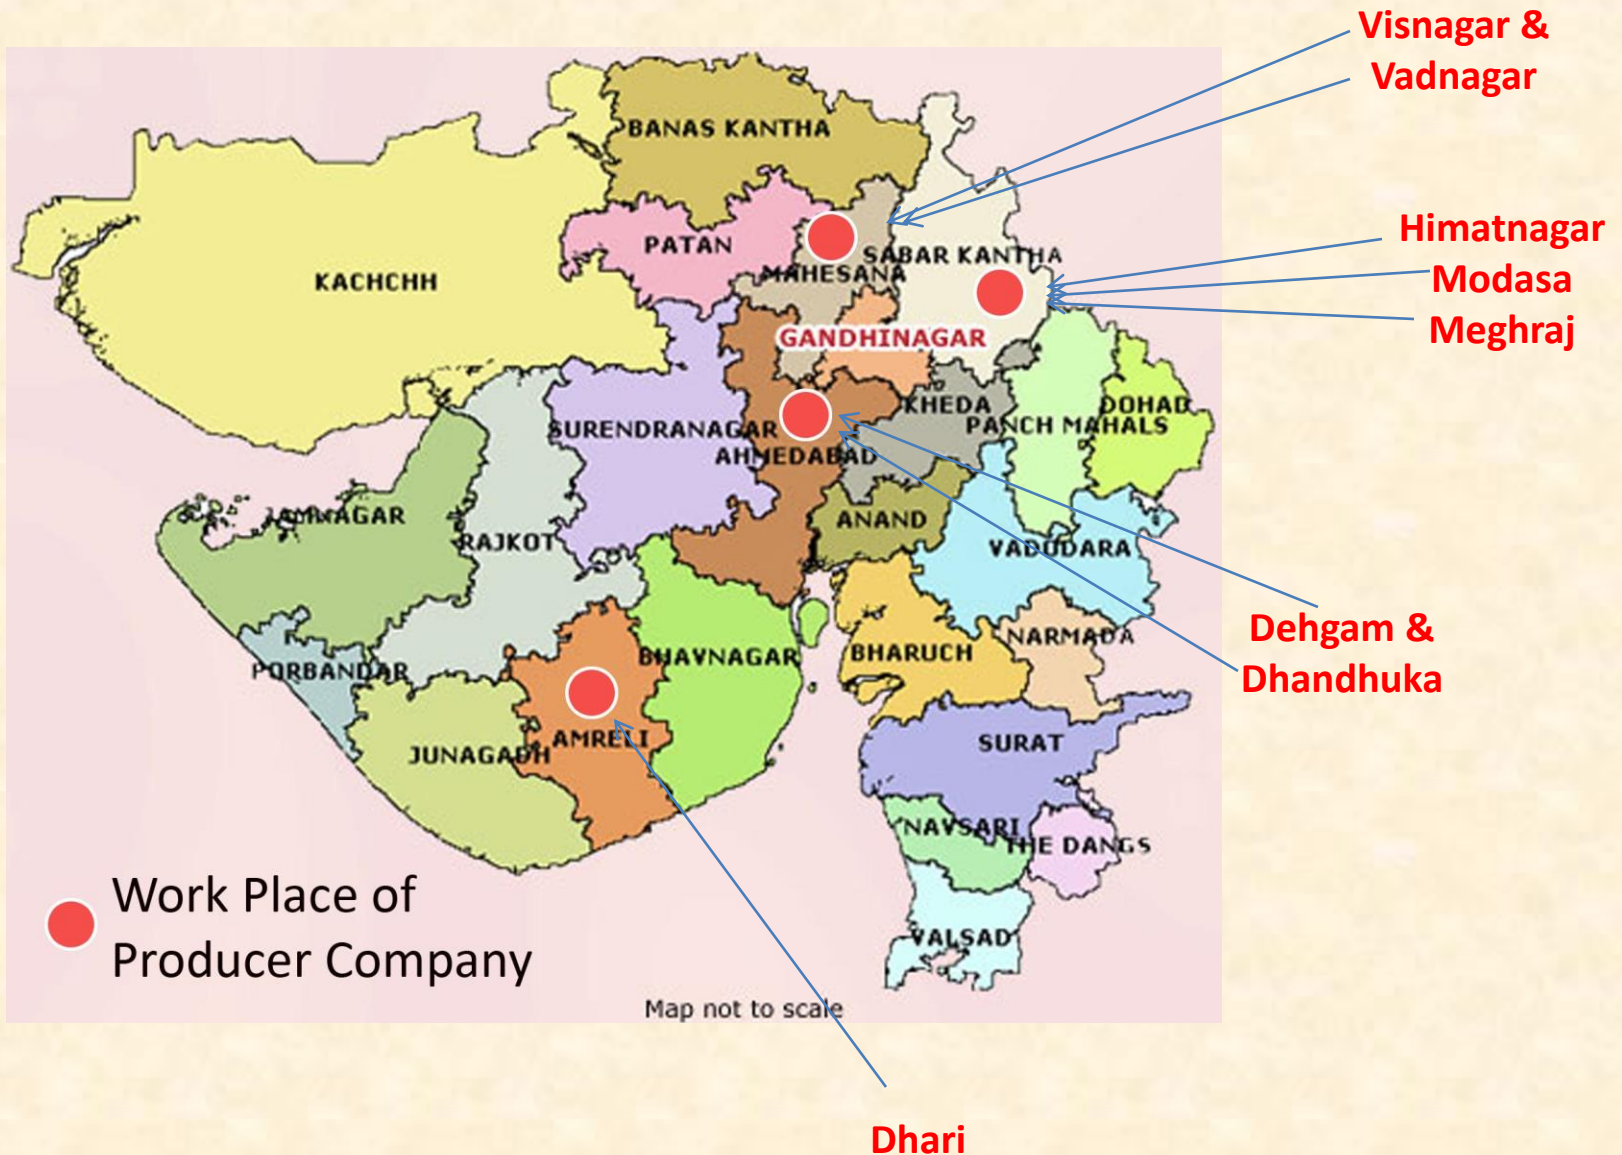 Visnagar &
Vadnagar
BANAS KANTHA
Himatnagar
PATAN
SABAR KANTHA
MAHESANA
KACHCHH
Modasa
Meghraj
GANDHINAGAR
KHEDA
DOHAD
PANCH MAHALS
SURENDRANAGAR
AHMEDABAD
JAMNAGAR
ANAND
RAJKOT
VADODARA
Dehgam &
Dhandhuka
NARMADA
BHARUCH
BHAVNAGAR
PORBANDAR
AMRELI
JUNAGADH
SURAT
NAVSARI
THE DANGS
Work Place of
Producer Company
VALSAD
Map not to scale
Dhari